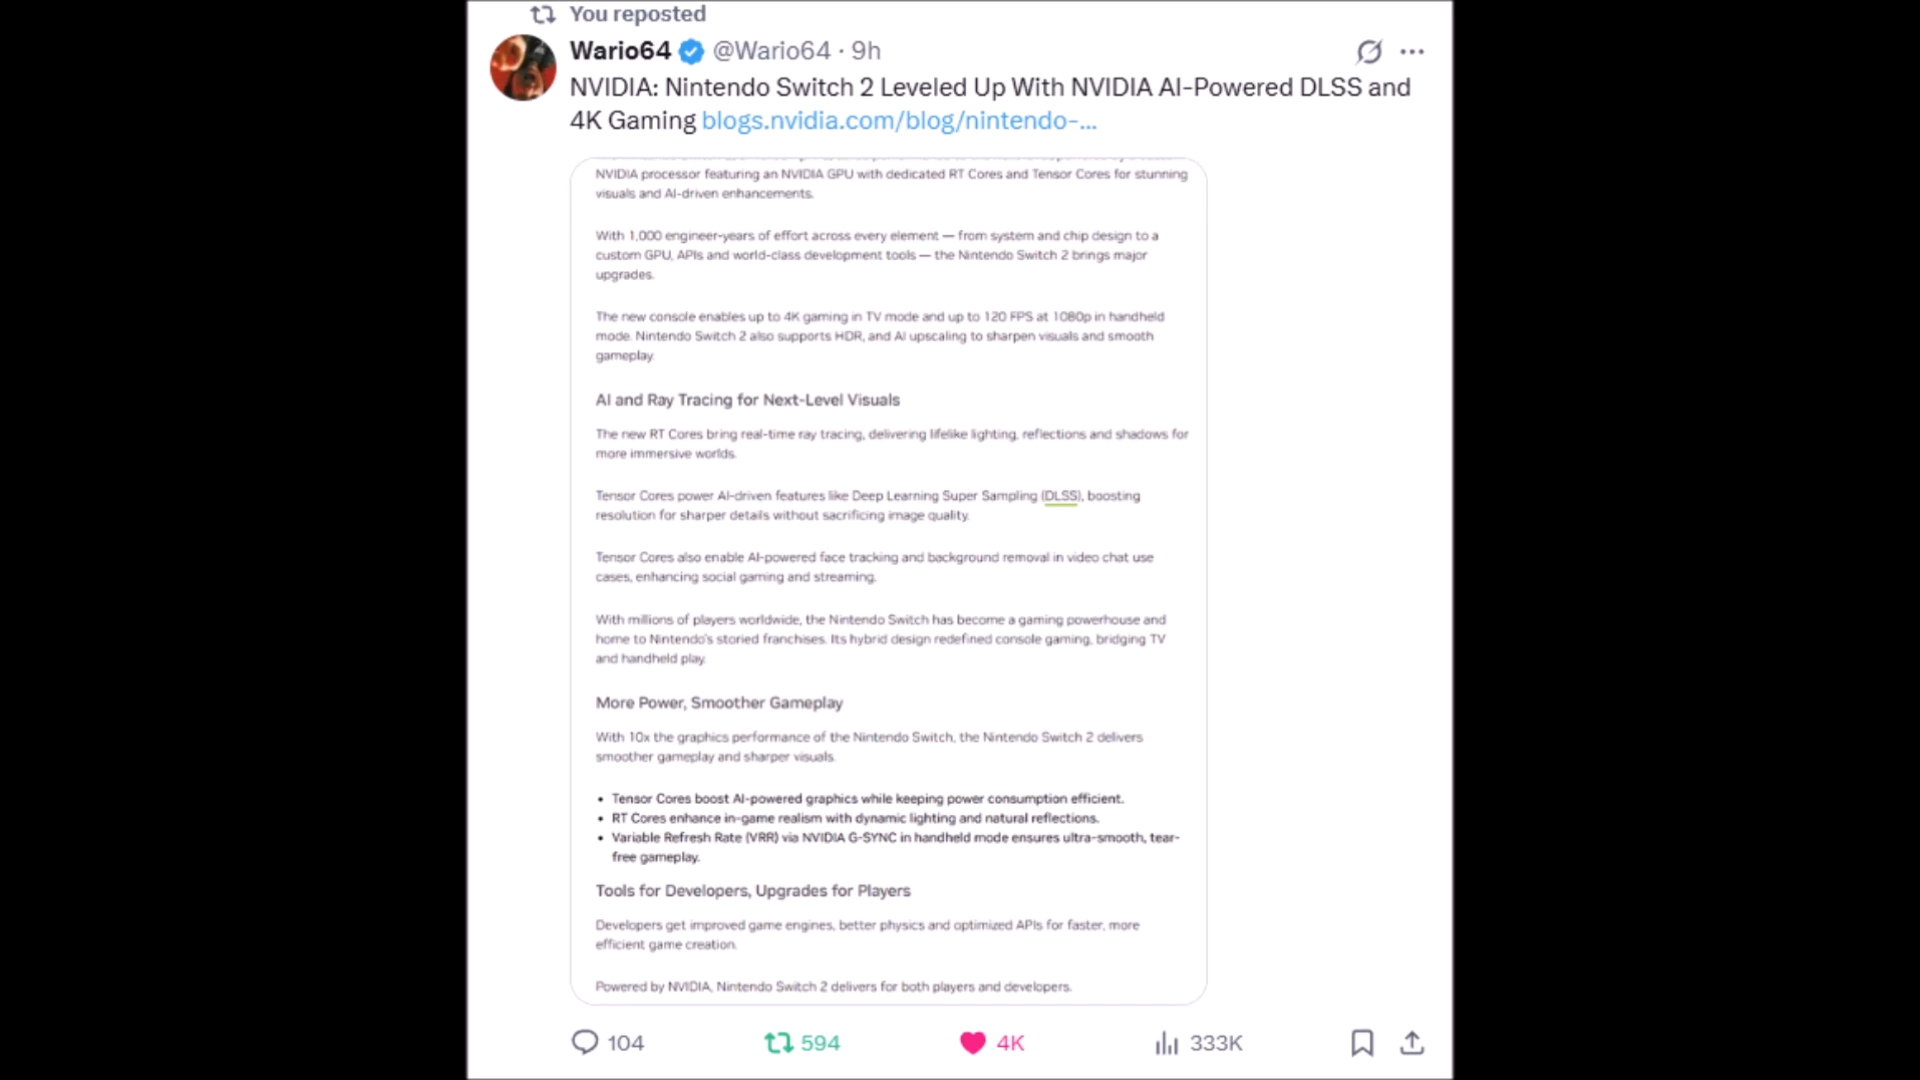 You reposted
Wario64 @Wario64 · 9h
NVIDIA: Nintendo Switch 2 Leveled Up With NVIDIA AI-Powered DLSS and
4K Gaming blogs.nvidia.com/blog/nintendo-...
NVIDIA processor featuring an NVIDIA GPU with dedicated RT Cores and Tensor Cores for stunning
visuals and AI-driven enhancements.
With 1,000 engineer-years of effort across every element — from system and chip design to a
custom GPU, APIs and world-class development tools — the Nintendo Switch 2 brings major
upgrades.
The new console enables up to 4K gaming in TV mode and up to 120 FPS at 1080p in handheld
mode. Nintendo Switch 2 also supports HDR, and AI upscaling to sharpen visuals and smooth
gameplay.
AI and Ray Tracing for Next-Level Visuals
The new RT Cores bring real-time ray tracing, delivering lifelike lighting, reflections and shadows for
more immersive worlds.
Tensor Cores power AI-driven features like Deep Learning Super Sampling (DLSS), boosting
resolution for sharper details without sacrificing image quality.
Tensor Cores also enable AI-powered face tracking and background removal in video chat use
cases, enhancing social gaming and streaming.
With millions of players worldwide, the Nintendo Switch has become a gaming powerhouse and
home to Nintendo's storied franchises. Its hybrid design redefined console gaming, bridging TV
and handheld play.
More Power, Smoother Gameplay
With 10x the graphics performance of the Nintendo Switch, the Nintendo Switch 2 delivers
smoother gameplay and sharper visuals.
• Tensor Cores boost AI-powered graphics while keeping power consumption efficient.
• RT Cores enhance in-game realism with dynamic lighting and natural reflections.
• Variable Refresh Rate (VRR) via NVIDIA G-SYNC in handheld mode ensures ultra-smooth, tear-
free gameplay.
Tools for Developers, Upgrades for Players
Developers get improved game engines, better physics and optimized APIs for faster, more
efficient game creation.
Powered by NVIDIA, Nintendo Switch 2 delivers for both players and developers.
104 594 4K 333K